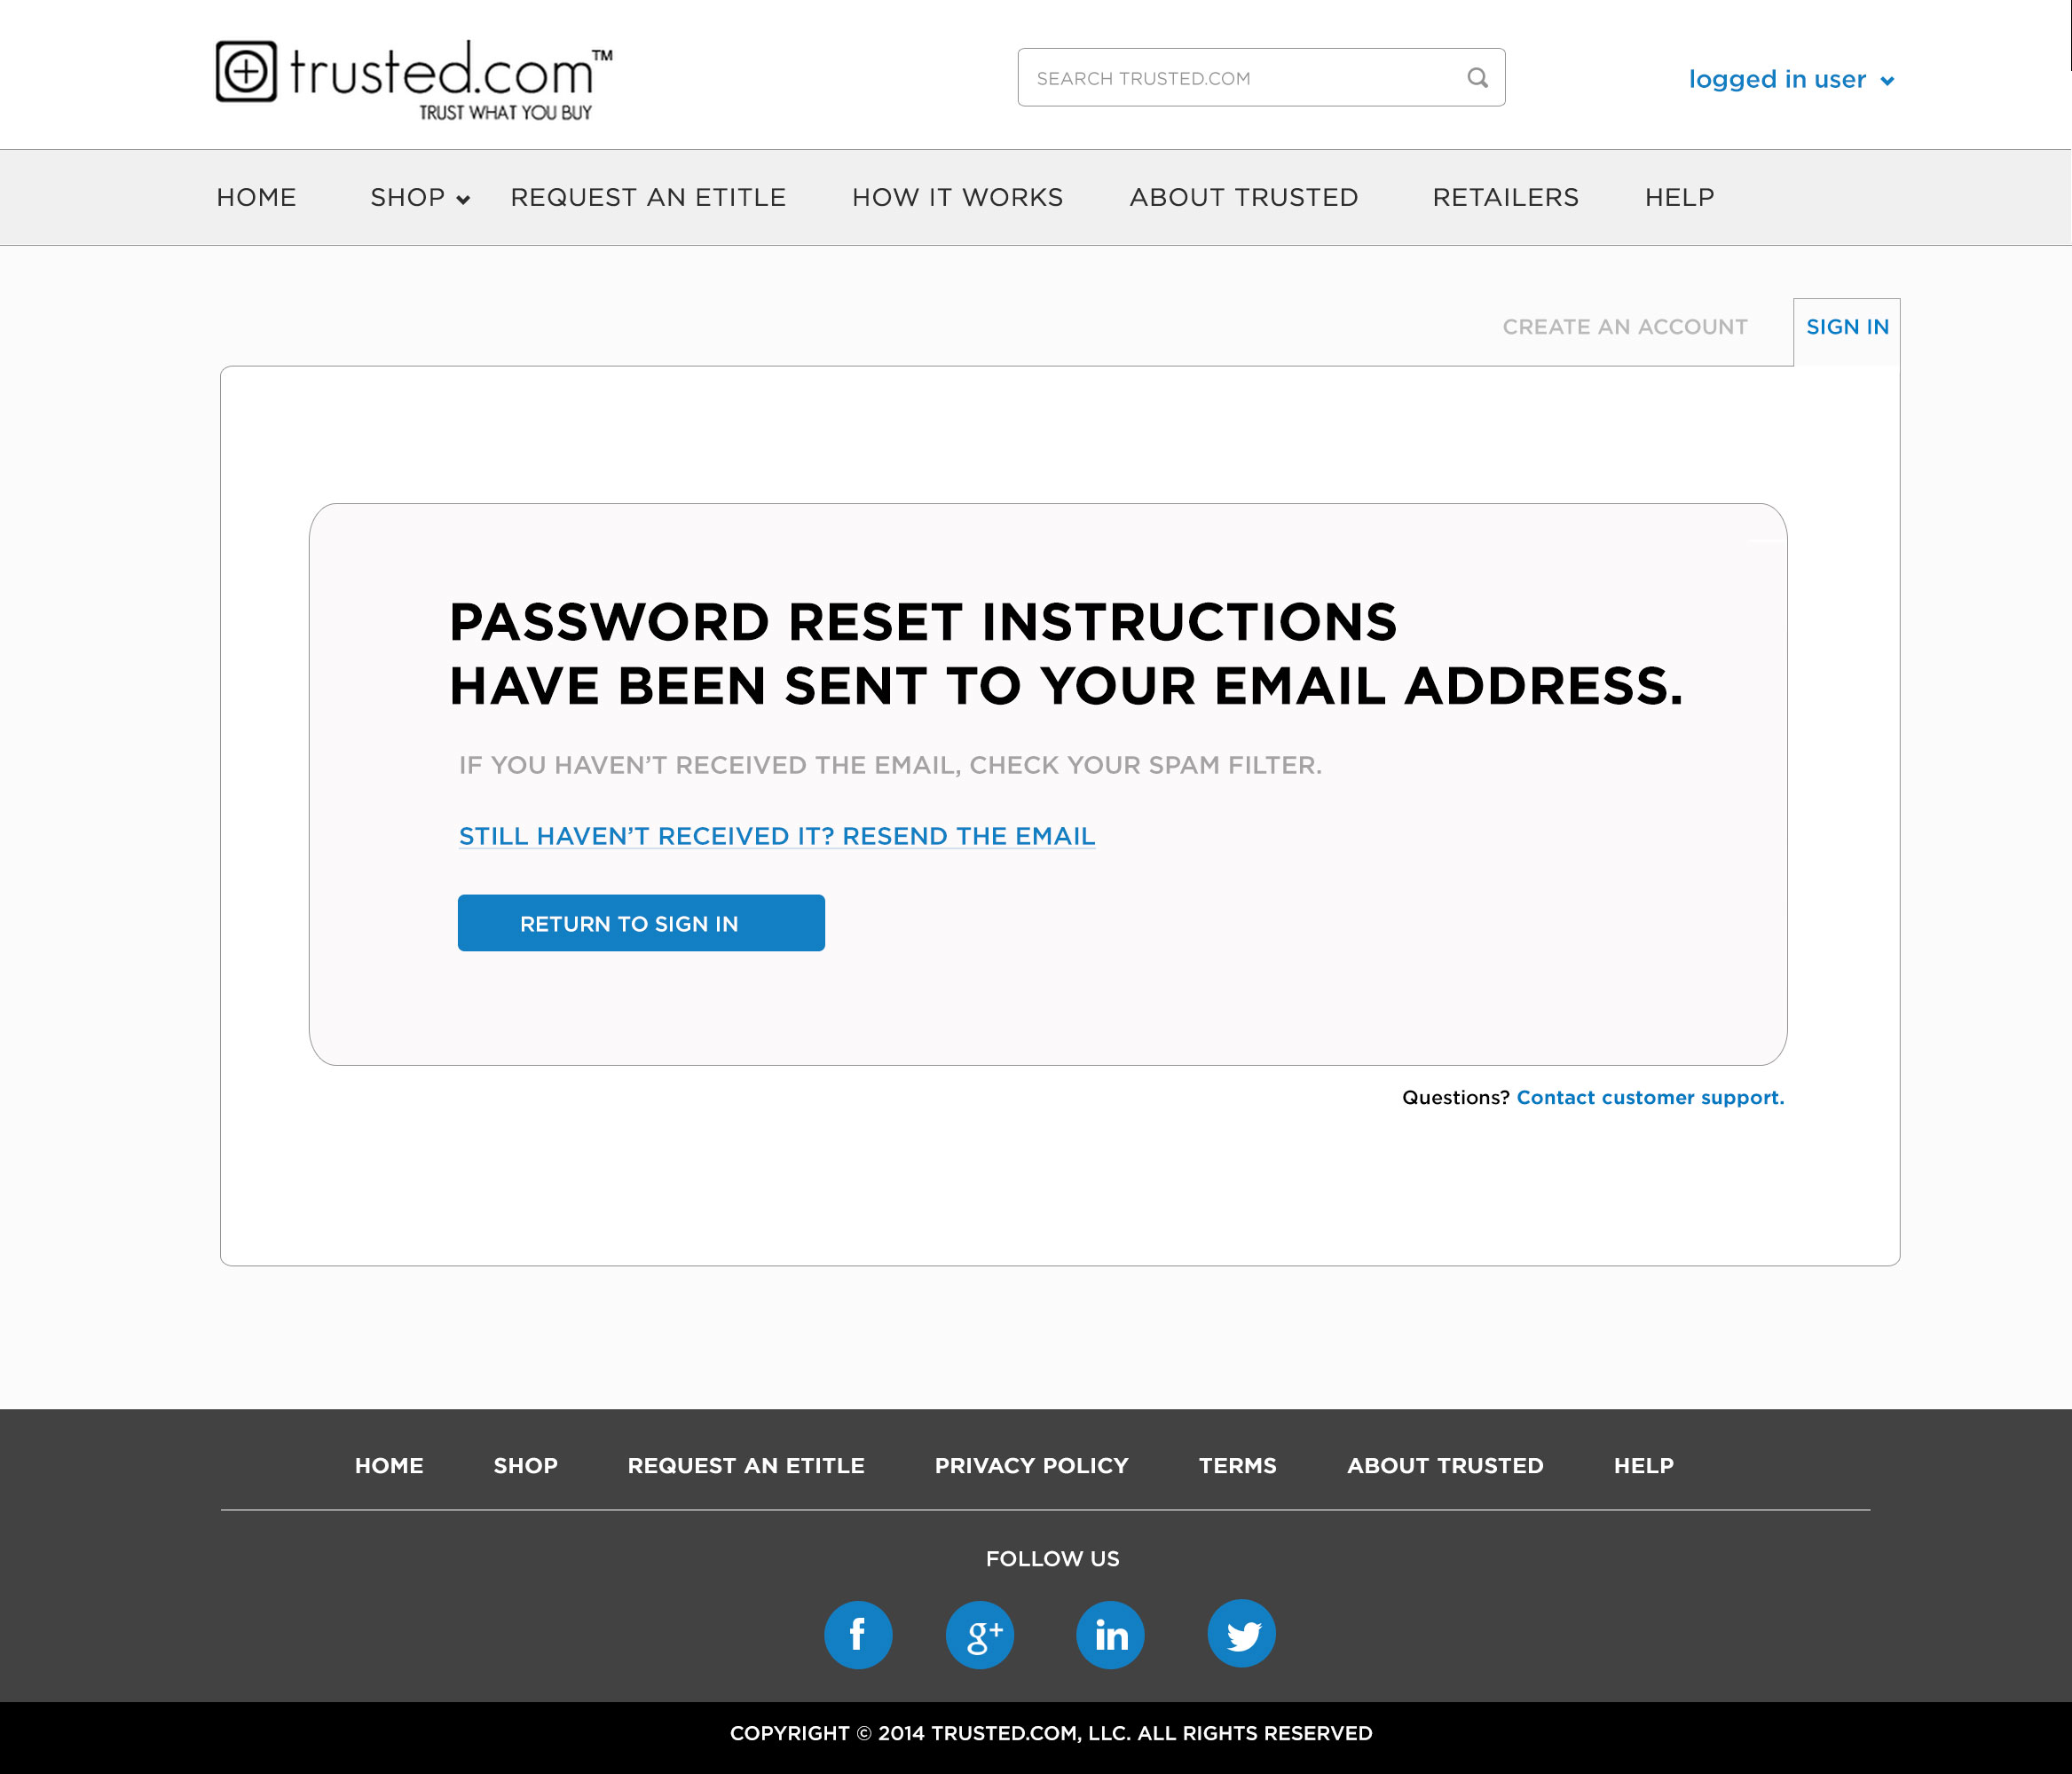 trusted.com™
TRUST WHAT YOU BUY
SEARCH TRUSTED.COM
logged in user
HOME SHOP REQUEST AN ETITLE HOW IT WORKS ABOUT TRUSTED RETAILERS HELP
CREATE AN ACCOUNT SIGN IN
PASSWORD RESET INSTRUCTIONS
HAVE BEEN SENT TO YOUR EMAIL ADDRESS.
IF YOU HAVEN’T RECEIVED THE EMAIL, CHECK YOUR SPAM FILTER.
STILL HAVEN’T RECEIVED IT? RESEND THE EMAIL
RETURN TO SIGN IN
Questions? Contact customer support.
HOME SHOP REQUEST AN ETITLE PRIVACY POLICY TERMS ABOUT TRUSTED HELP
FOLLOW US
f g+ in
COPYRIGHT © 2014 TRUSTED.COM, LLC. ALL RIGHTS RESERVED